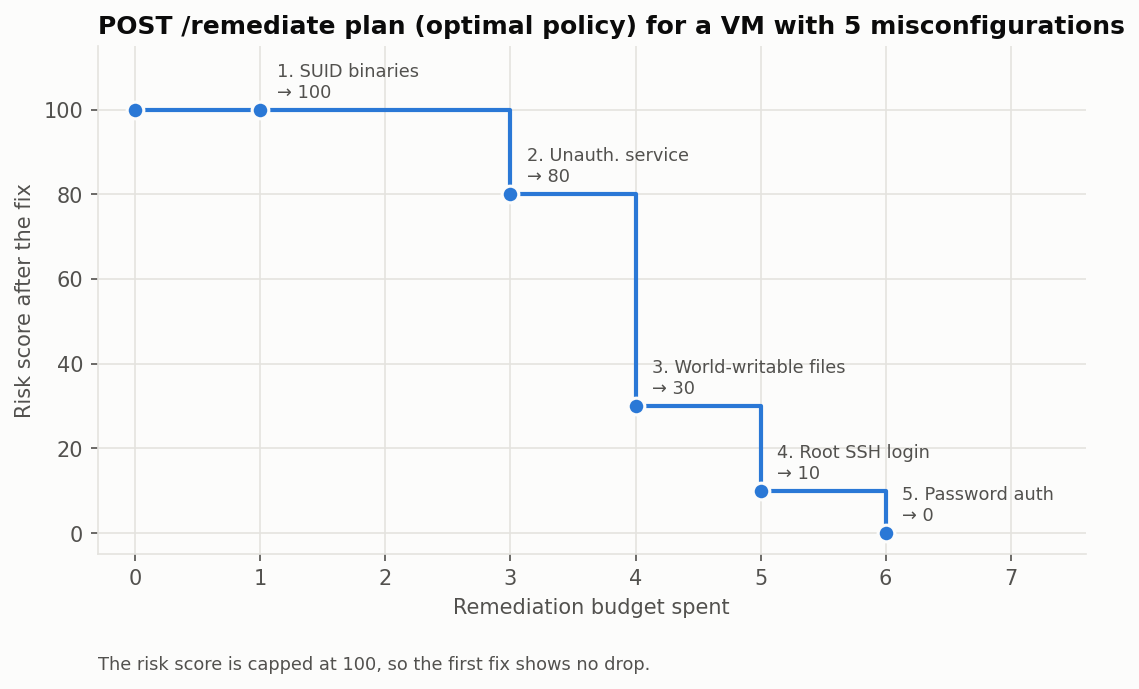 POST /remediate plan (optimal policy) for a VM with 5 misconfigurations
1. SUID binaries
→ 100
2. Unauth. service
→ 80
3. World-writable files
→ 30
4. Root SSH login
→ 10
5. Password auth
→ 0
Risk score after the fix
100
80
60
40
20
0
0 1 2 3 4 5 6 7
Remediation budget spent
The risk score is capped at 100, so the first fix shows no drop.